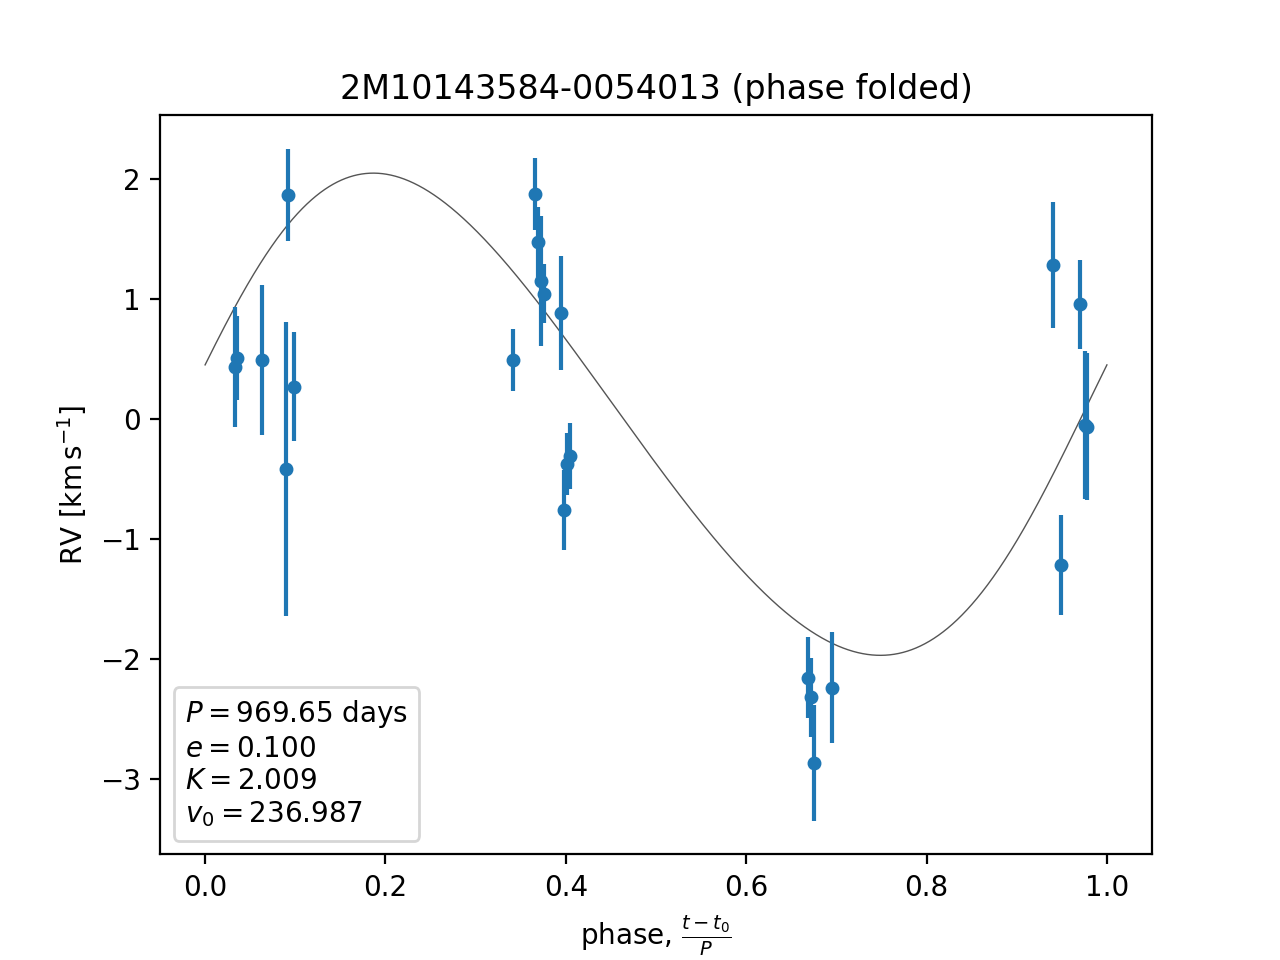 2M10143584-0054013 (phase folded)
2
1
0
−1
−2
−3
RV [km s⁻¹]
P = 969.65 days
e = 0.100
K = 2.009
v₀ = 236.987
0.0 0.2 0.4 0.6 0.8 1.0
phase, (t − t₀)/P